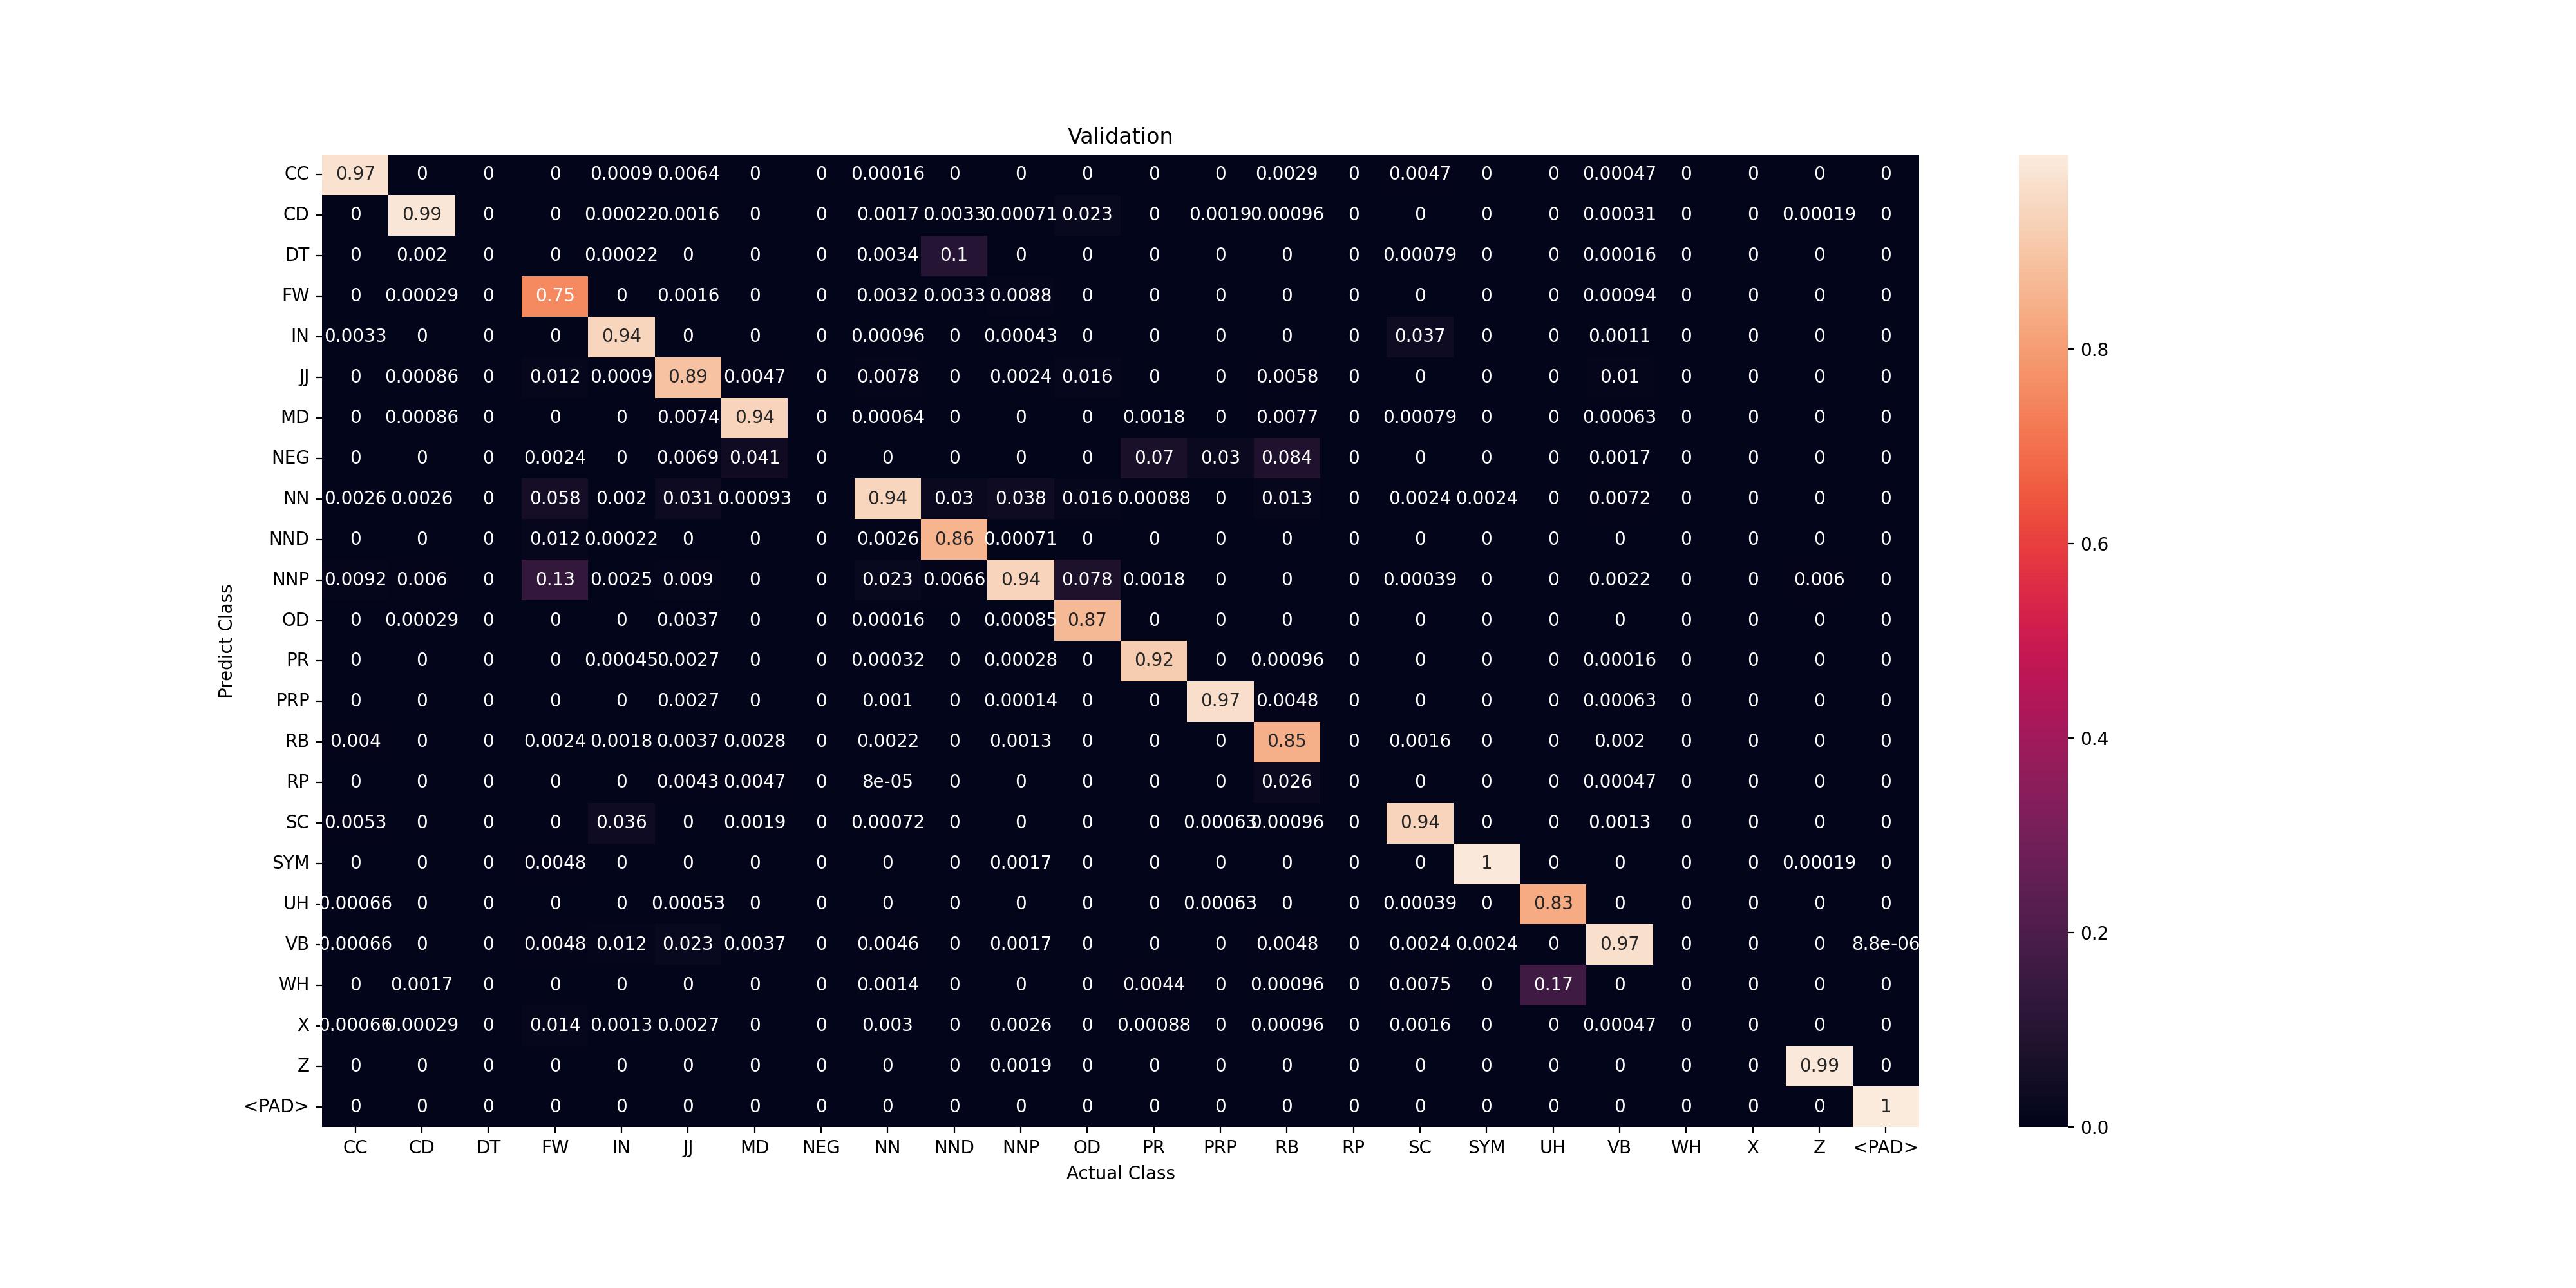 Validation
CC 0.97 0 0 0 0.0009 0.0064 0 0 0.00016 0 0 0 0 0 0.0029 0 0.0047 0 0 0.00047 0 0 0 0
CD 0 0.99 0 0 0.00022 0.0016 0 0 0.0017 0.0033 0.00071 0.023 0 0.0019 0.00096 0 0 0 0 0.00031 0 0 0.00019 0
DT 0 0.002 0 0 0.00022 0 0 0 0.0034 0.1 0 0 0 0 0 0 0.00079 0 0 0.00016 0 0 0 0
FW 0 0.00029 0 0.75 0 0.0016 0 0 0.0032 0.0033 0.0088 0 0 0 0 0 0 0 0 0.00094 0 0 0 0
IN 0.0033 0 0 0 0.94 0 0 0 0.00096 0 0.00043 0 0 0 0 0 0.037 0 0 0.0011 0 0 0 0
JJ 0 0.00086 0 0.012 0.0009 0.89 0.0047 0 0.0078 0 0.0024 0.016 0 0 0.0058 0 0 0 0 0.01 0 0 0 0
MD 0 0.00086 0 0 0 0.0074 0.94 0 0.00064 0 0 0 0.0018 0 0.0077 0 0.00079 0 0 0.00063 0 0 0 0
NEG 0 0 0 0.0024 0 0.0069 0.041 0 0 0 0 0 0.07 0.03 0.084 0 0 0 0 0.0017 0 0 0 0
NN 0.0026 0.0026 0 0.058 0.002 0.031 0.00093 0 0.94 0.03 0.038 0.016 0.00088 0 0.013 0 0.0024 0.0024 0 0.0072 0 0 0 0
NND 0 0 0 0.012 0.00022 0 0 0 0.0026 0.86 0.00071 0 0 0 0 0 0 0 0 0 0 0 0 0
NNP 0.0092 0.006 0 0.13 0.0025 0.009 0 0 0.023 0.0066 0.94 0.078 0.0018 0 0 0 0.00039 0 0 0.0022 0 0 0.006 0
OD 0 0.00029 0 0 0 0.0037 0 0 0.00016 0 0.00085 0.87 0 0 0 0 0 0 0 0 0 0 0 0
PR 0 0 0 0 0.00045 0.0027 0 0 0.00032 0 0.00028 0 0.92 0 0.00096 0 0 0 0 0.00016 0 0 0 0
PRP 0 0 0 0 0 0.0027 0 0 0.001 0 0.00014 0 0 0.97 0.0048 0 0 0 0 0.00063 0 0 0 0
RB 0.004 0 0 0.0024 0.0018 0.0037 0.0028 0 0.0022 0 0.0013 0 0 0 0.85 0 0.0016 0 0 0.002 0 0 0 0
RP 0 0 0 0 0 0.0043 0.0047 0 8e-05 0 0 0 0 0 0.026 0 0 0 0 0.00047 0 0 0 0
SC 0.0053 0 0 0 0.036 0 0.0019 0 0.00072 0 0 0 0 0.00063 0.00096 0 0.94 0 0 0.0013 0 0 0 0
SYM 0 0 0 0.0048 0 0 0 0 0 0 0.0017 0 0 0 0 0 0 1 0 0 0 0 0.00019 0
UH 0.00066 0 0 0 0 0.00053 0 0 0 0 0 0 0 0.00063 0 0 0.00039 0 0.83 0 0 0 0 0
VB 0.00066 0 0 0.0048 0.012 0.023 0.0037 0 0.0046 0 0.0017 0 0 0 0.0048 0 0.0024 0.0024 0 0.97 0 0 0 8.8e-06
WH 0 0.0017 0 0 0 0 0 0 0.0014 0 0 0 0.0044 0 0.00096 0 0.0075 0 0.17 0 0 0 0 0
X 0.00066 0.00029 0 0.014 0.0013 0.0027 0 0 0.003 0 0.0026 0 0.00088 0 0.00096 0 0.0016 0 0 0.00047 0 0 0 0
Z 0 0 0 0 0 0 0 0 0 0 0.0019 0 0 0 0 0 0 0 0 0 0 0 0.99 0
<PAD> 0 0 0 0 0 0 0 0 0 0 0 0 0 0 0 0 0 0 0 0 0 0 0 1
CC CD DT FW IN JJ MD NEG NN NND NNP OD PR PRP RB RP SC SYM UH VB WH X Z <PAD>
Actual Class
Predict Class
0.8
0.6
0.4
0.2
0.0